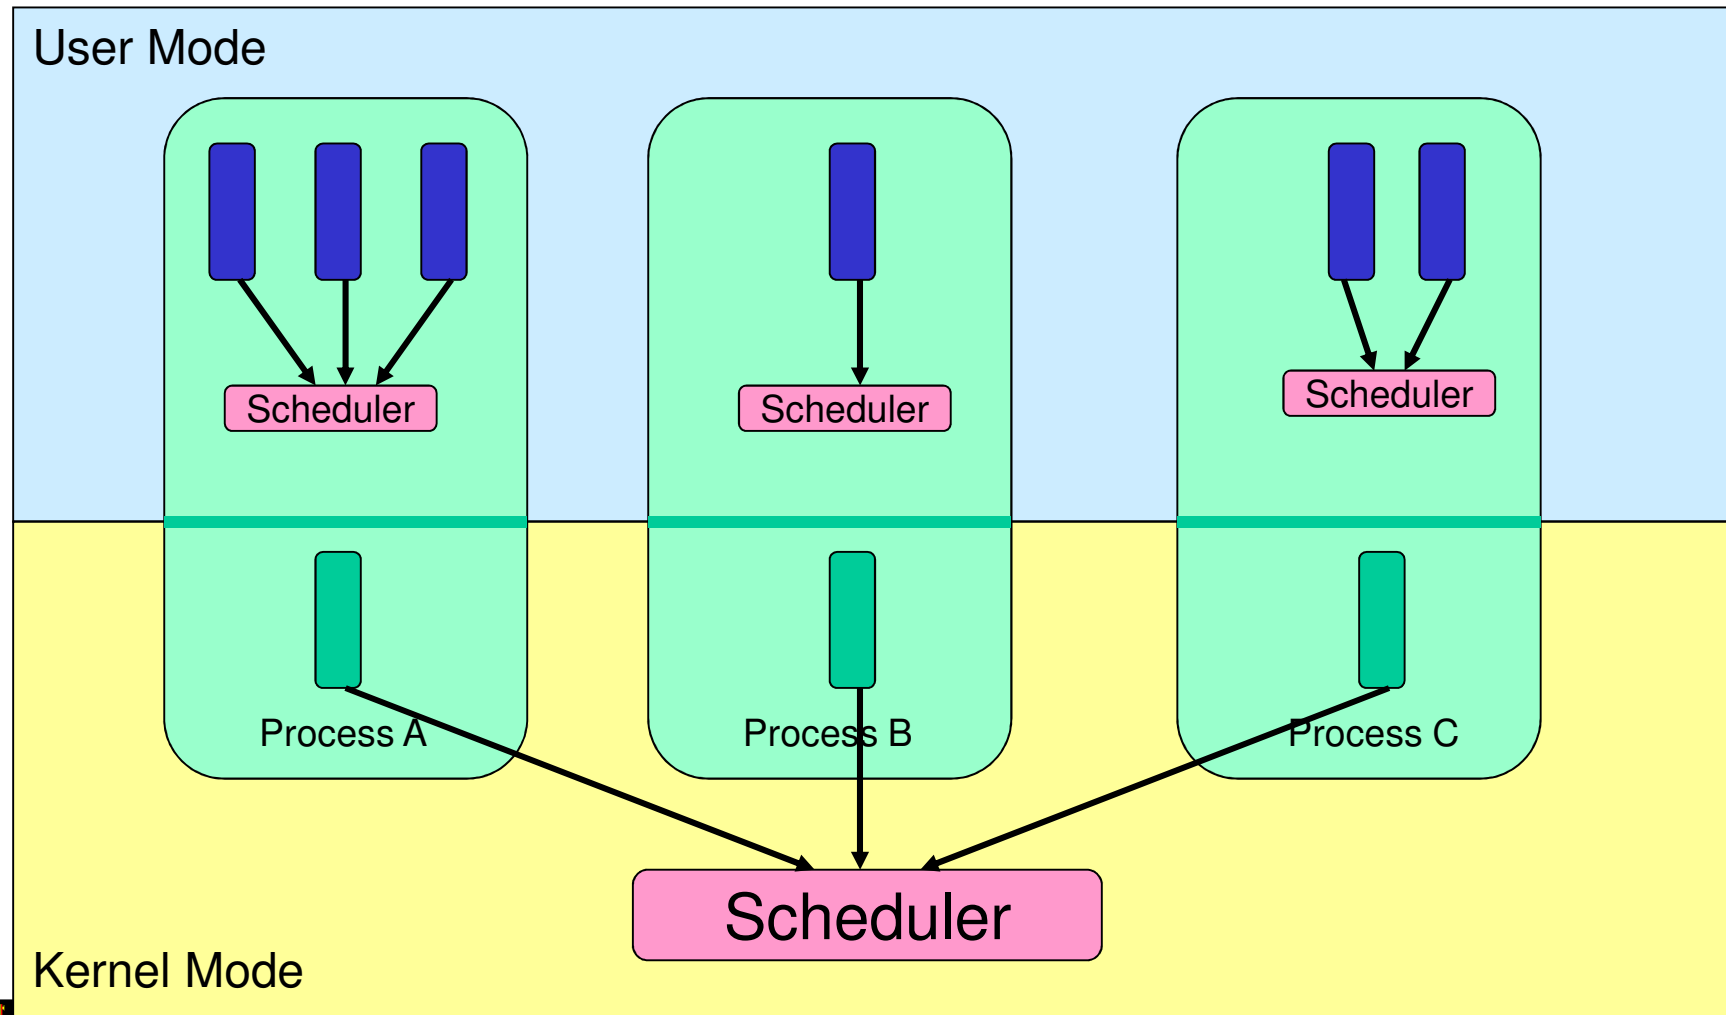 User Mode
Scheduler
Scheduler
Scheduler
Process A
Process B
Process C
Scheduler
Kernel Mode